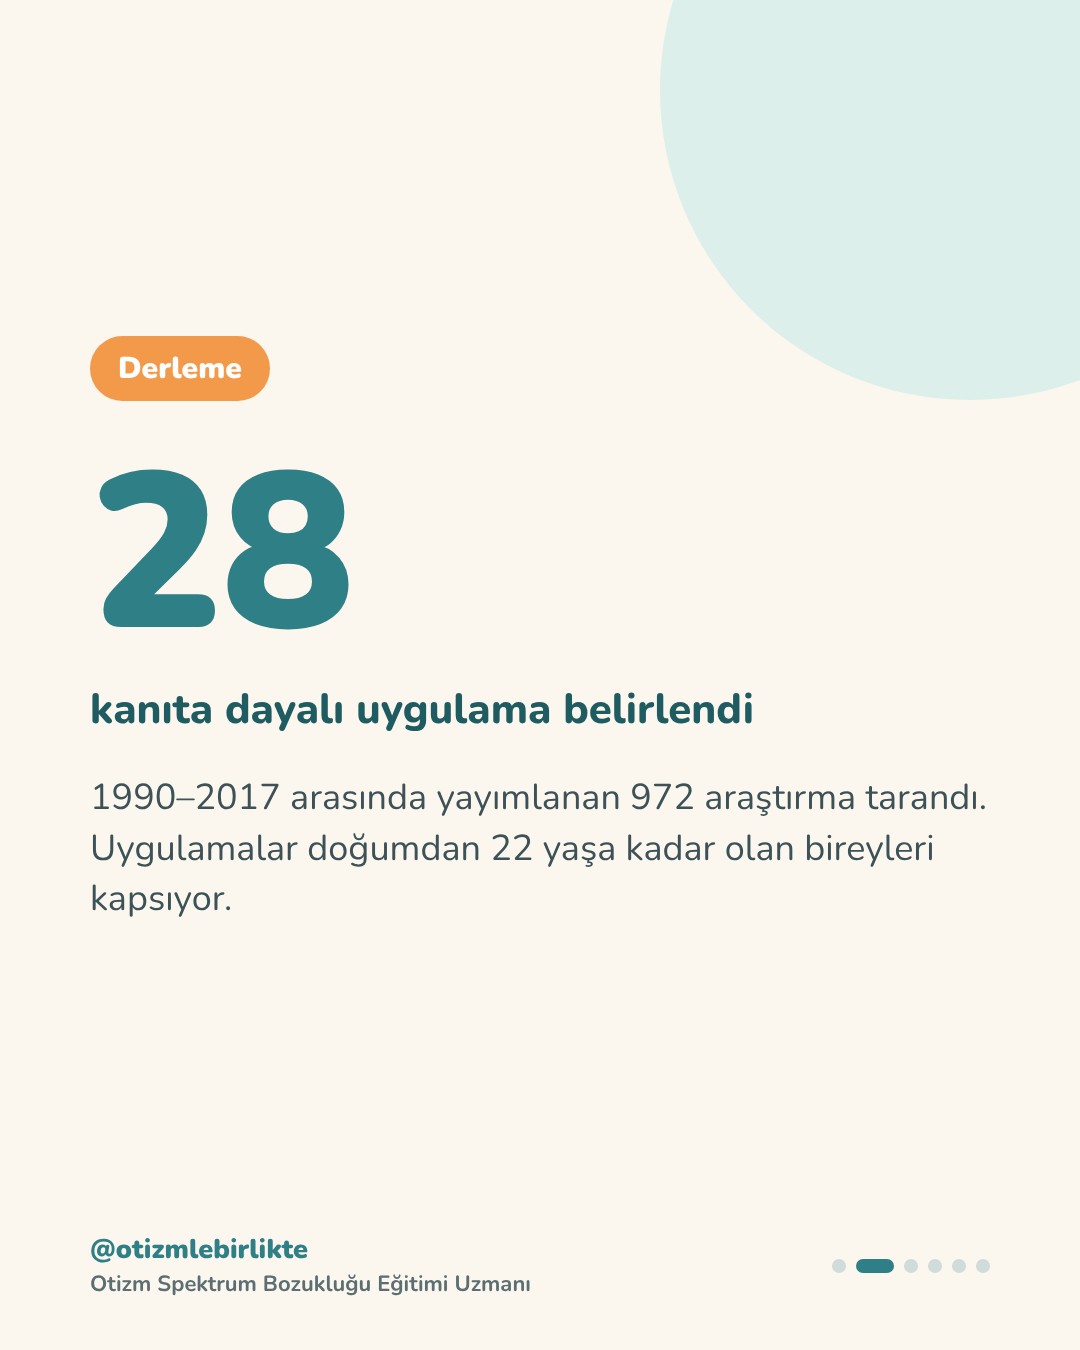 Derleme
28
kanıta dayalı uygulama belirlendi
1990–2017 arasında yayımlanan 972 araştırma tarandı.
Uygulamalar doğumdan 22 yaşa kadar olan bireyleri
kapsıyor.
@otizmlebirlikte
Otizm Spektrum Bozukluğu Eğitimi Uzmanı